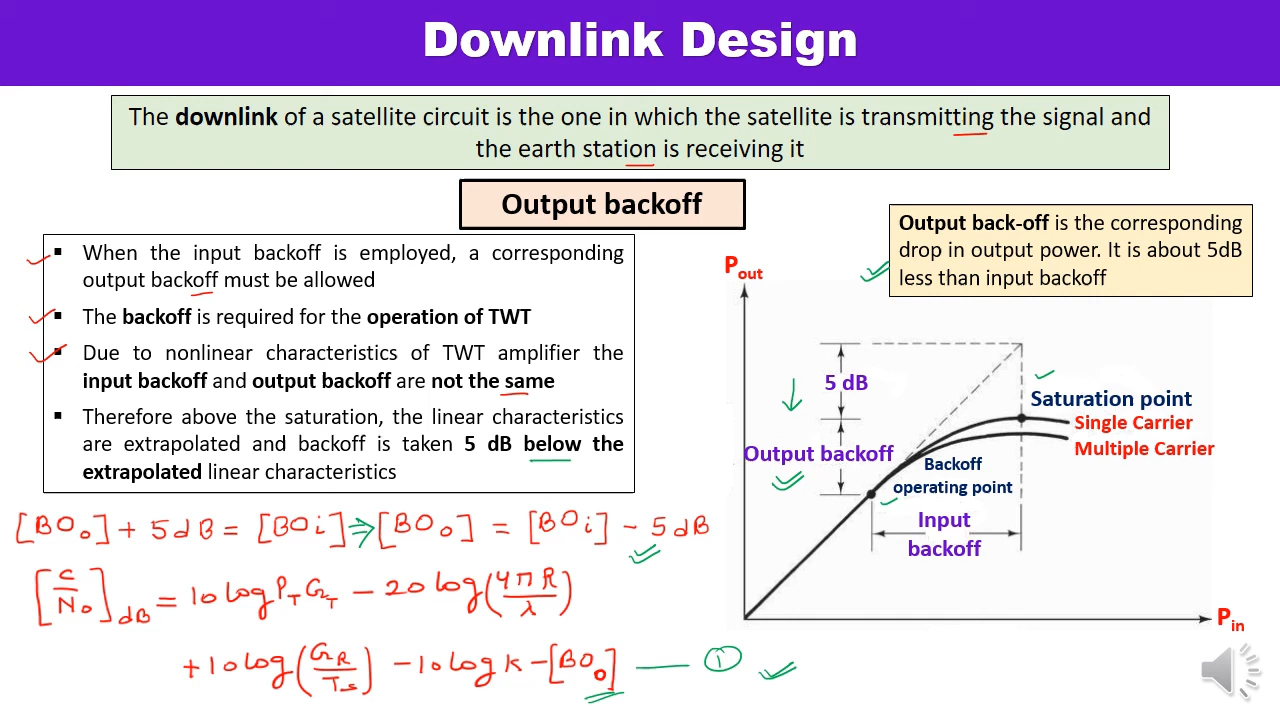 Downlink Design
The downlink of a satellite circuit is the one in which the satellite is transmitting the signal and
the earth station is receiving it
Output backoff
▪ When the input backoff is employed, a corresponding
output backoff must be allowed
▪ The backoff is required for the operation of TWT
▪ Due to nonlinear characteristics of TWT amplifier the
input backoff and output backoff are not the same
▪ Therefore above the saturation, the linear characteristics
are extrapolated and backoff is taken 5 dB below the
extrapolated linear characteristics
Output back-off is the corresponding
drop in output power. It is about 5dB
less than input backoff
Pout
5 dB
Saturation point
Single Carrier
Multiple Carrier
Output backoff
Backoff
operating point
Input
backoff
Pin
[BO₀] + 5dB = [BOi] ⇒ [BO₀] = [BOi] - 5dB
[C/N₀]dB = 10 log PT GT - 20 log (4πR/λ)
+ 10 log (GR/Ts) - 10 log K - [BO₀] — ①